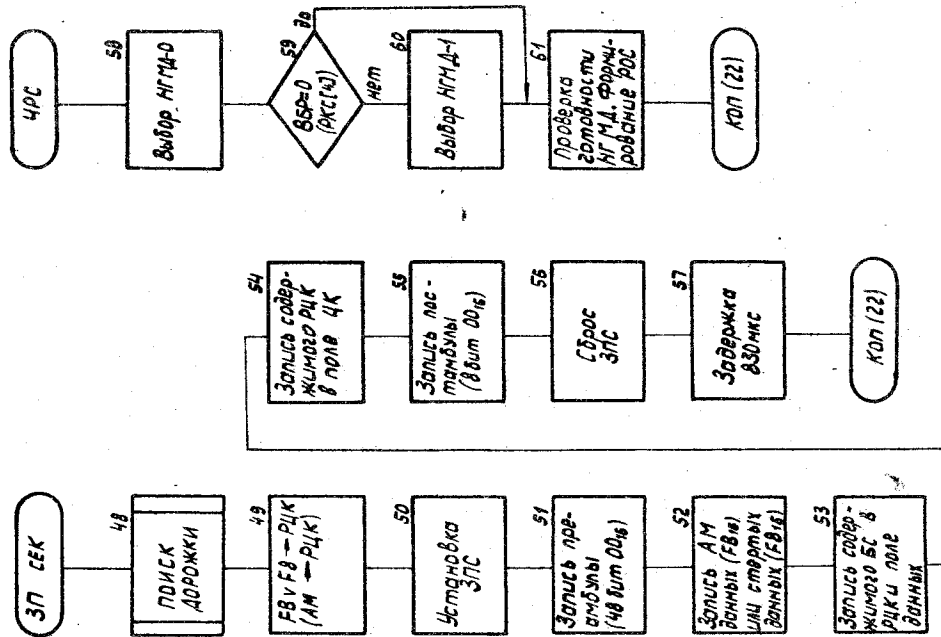 ЗП СЕК
48
ПОИСК
ДОРОЖКИ
49
FB v F8 → РЦК
(АМ → РЦК)
50
Установка
ЗПС
51
Запись пре-
амбулы
(48 бит 00₁₆)
52
Запись АМ
данных (FB₁₆)
или стертых
данных (F8₁₆)
53
Запись содер-
жимого БС в
РЦК и поле
данных
54
Запись содер-
жимого РЦК
в поле ЦК
55
Запись пос-
тамбулы
(8 бит 00₁₆)
56
Сброс
ЗПС
57
Задержка
830 мкс
КОП (22)
ЧРС
58
Выбор НГМД-0
59
ВБР=0
(РКС[4])
да
нет
60
Выбор НГМД-1
61
Проверка
готовности
НГМД. Форми-
рование РОС
КОП (22)